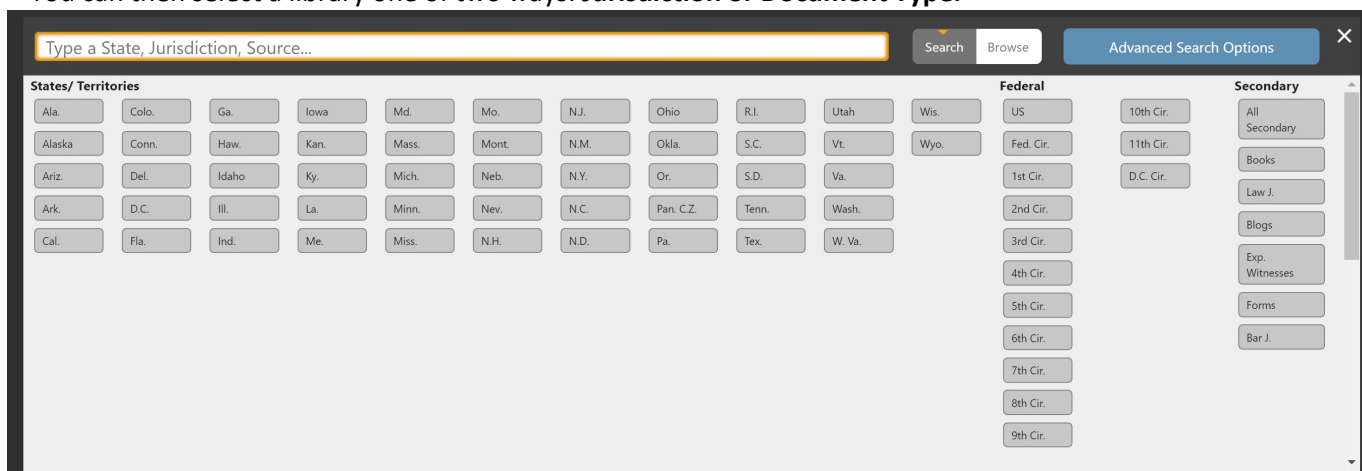 You can then select a library one of two ways: Jurisdiction or Document Type.
Type a State, Jurisdiction, Source...
Search
Browse
Advanced Search Options
States/ Territories
Federal
Secondary
Ala.
Colo.
Ga.
Iowa
Md.
Mo.
N.J.
Ohio
R.I.
Utah
Wis.
US
10th Cir.
All
Secondary
Alaska
Conn.
Haw.
Kan.
Mass.
Mont.
N.M.
Okla.
S.C.
Vt.
Wyo.
Fed. Cir.
11th Cir.
Books
Ariz.
Del.
Idaho
Ky.
Mich.
Neb.
N.Y.
Or.
S.D.
Va.
1st Cir.
D.C. Cir.
Law J.
Ark.
D.C.
Ill.
La.
Minn.
Nev.
N.C.
Pan. C.Z.
Tenn.
Wash.
2nd Cir.
Blogs
Cal.
Fla.
Ind.
Me.
Miss.
N.H.
N.D.
Pa.
Tex.
W. Va.
3rd Cir.
Exp.
Witnesses
4th Cir.
5th Cir.
Forms
6th Cir.
Bar J.
7th Cir.
8th Cir.
9th Cir.